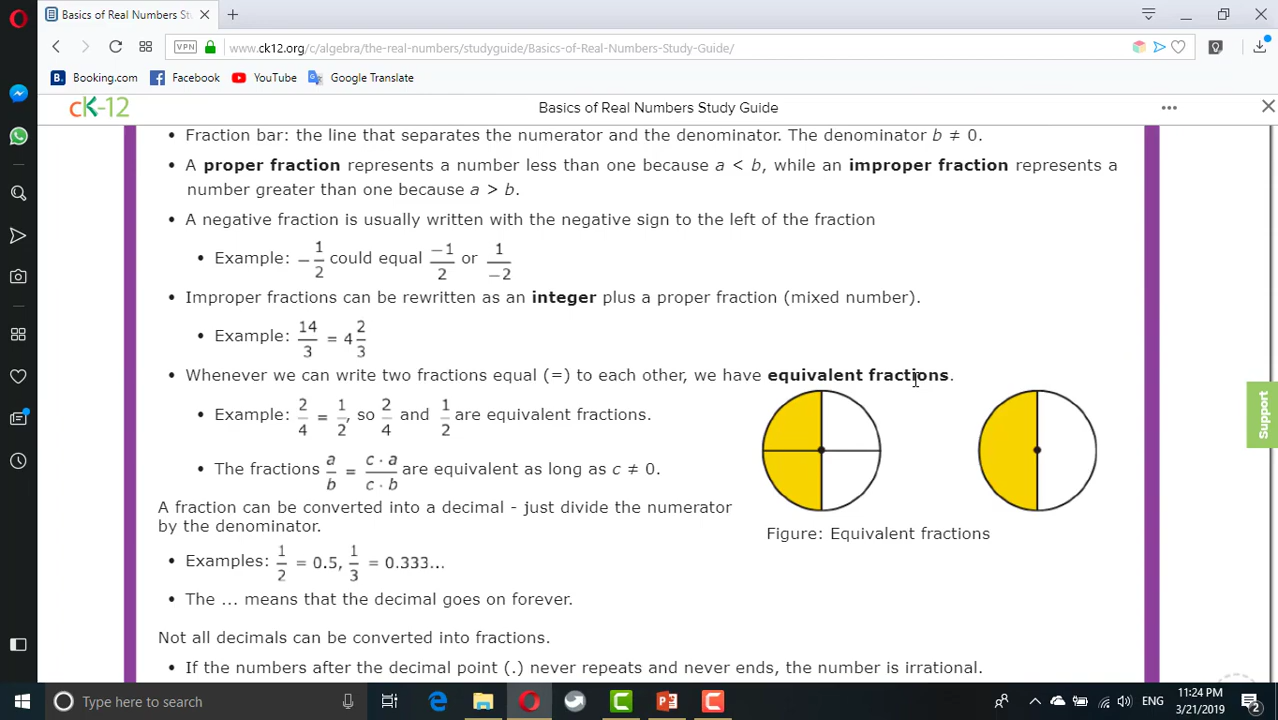 Basics of Real Numbers St
VPN www.ck12.org/c/algebra/the-real-numbers/studyguide/Basics-of-Real-Numbers-Study-Guide/
B. Booking.com Facebook YouTube Google Translate
cK-12 Basics of Real Numbers Study Guide
• Fraction bar: the line that separates the numerator and the denominator. The denominator b ≠ 0.
• A proper fraction represents a number less than one because a < b, while an improper fraction represents a
number greater than one because a > b.
• A negative fraction is usually written with the negative sign to the left of the fraction
• Example: -1/2 could equal -1/2 or 1/-2
• Improper fractions can be rewritten as an integer plus a proper fraction (mixed number).
• Example: 14/3 = 4 2/3
• Whenever we can write two fractions equal (=) to each other, we have equivalent fractions.
• Example: 2/4 = 1/2, so 2/4 and 1/2 are equivalent fractions.
• The fractions a/b = c · a/c · b are equivalent as long as c ≠ 0.
Figure: Equivalent fractions
A fraction can be converted into a decimal - just divide the numerator
by the denominator.
• Examples: 1/2 = 0.5, 1/3 = 0.333...
• The ... means that the decimal goes on forever.
Not all decimals can be converted into fractions.
• If the numbers after the decimal point (.) never repeats and never ends, the number is irrational.
Support
Type here to search
ENG
11:24 PM
3/21/2019
2